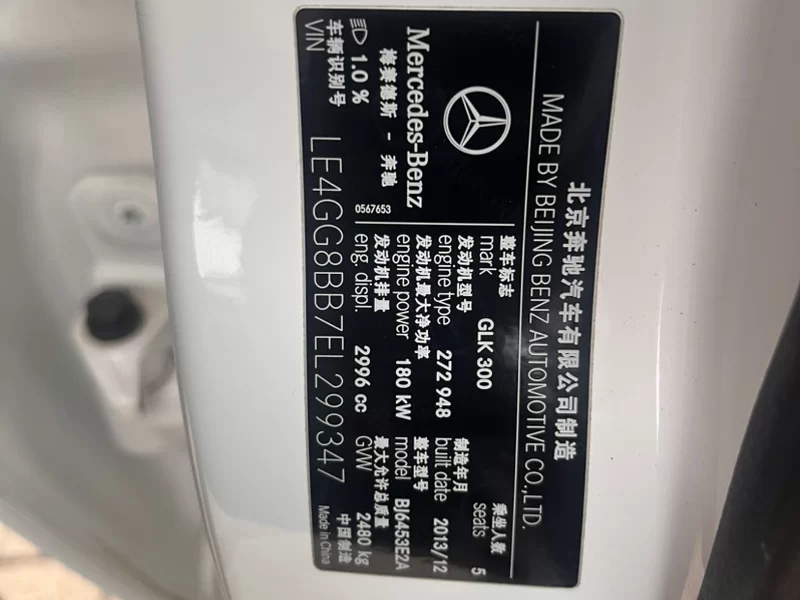 北京奔驰汽车有限公司制造
MADE BY BEIJING BENZ AUTOMOTIVE CO.,LTD.
Mercedes-Benz
梅赛德斯 - 奔驰
1.0 %
0567653
整车标志
mark GLK 300
乘坐人数
seats 5
发动机型号
engine type 272 948
制造年月
built date 2013/12
发动机最大净功率
engine power 180 kW
整车型号
model BJ6453E2A
发动机排量
eng. displ. 2996 cc
最大允许总质量
GVW 2480 kg
车辆识别号
VIN LE4GG8BB7EL299347
中国制造
Made in China